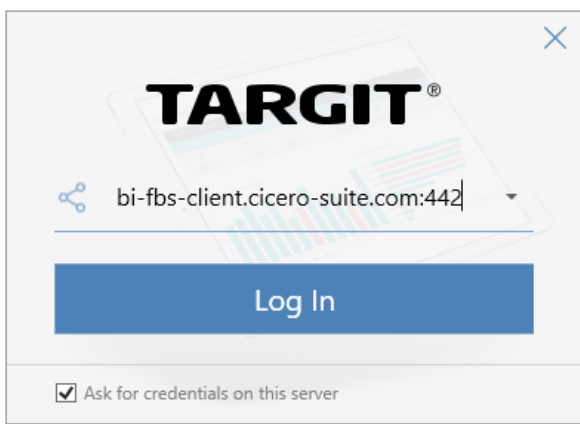 TARGIT®
bi-fbs-client.cicero-suite.com:442
Log In
Ask for credentials on this server